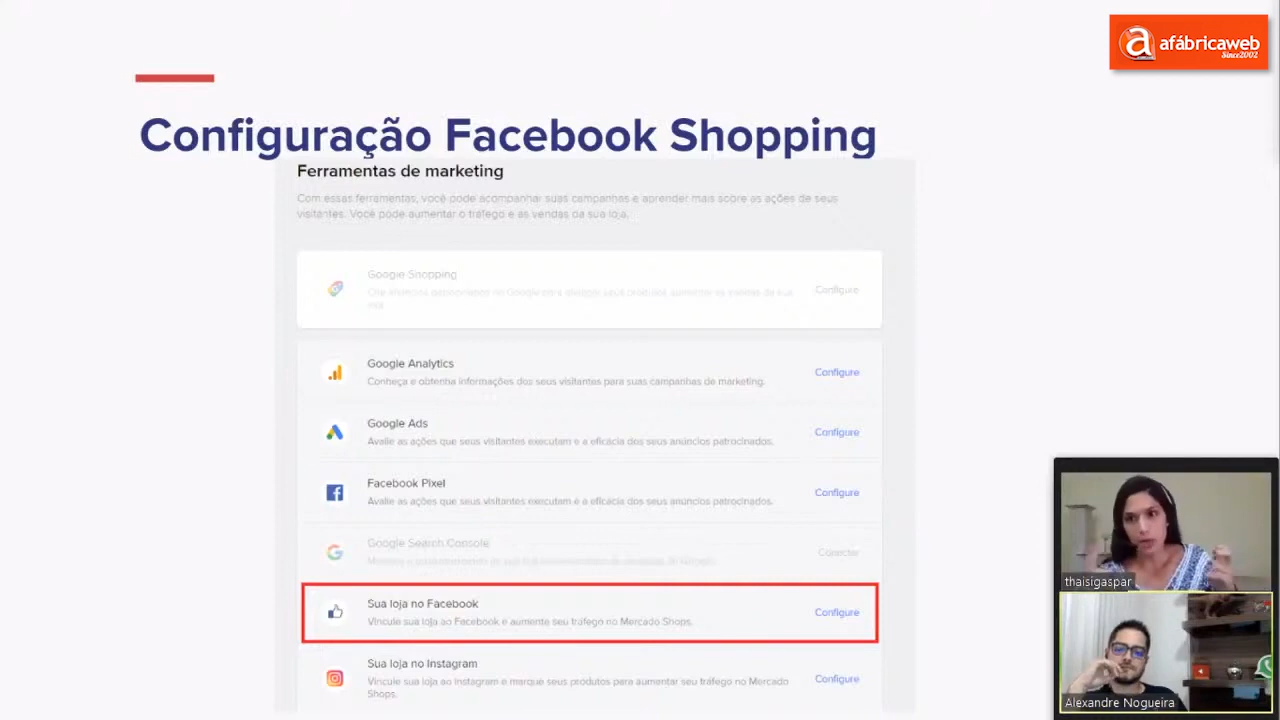 afábricaweb
Since2002
Configuração Facebook Shopping
Ferramentas de marketing
Com essas ferramentas, você pode acompanhar suas campanhas e aprender mais sobre as ações de seus
visitantes. Você pode aumentar o tráfego e as vendas da sua loja.
Google Shopping
Configure
Google Analytics
Conheça e obtenha informações dos seus visitantes para suas campanhas de marketing.
Configure
Google Ads
Avalie as ações que seus visitantes executam e a eficácia dos seus anúncios patrocinados.
Configure
Facebook Pixel
Avalie as ações que seus visitantes executam e a eficácia dos seus anúncios patrocinados.
Configure
Google Search Console
Conectar
Sua loja no Facebook
Vincule sua loja ao Facebook e aumente seu tráfego no Mercado Shops.
Configure
Sua loja no Instagram
Vincule sua loja ao Instagram e marque seus produtos para aumentar seu tráfego no Mercado
Shops.
Configure
thaisigaspar
Alexandre Nogueira